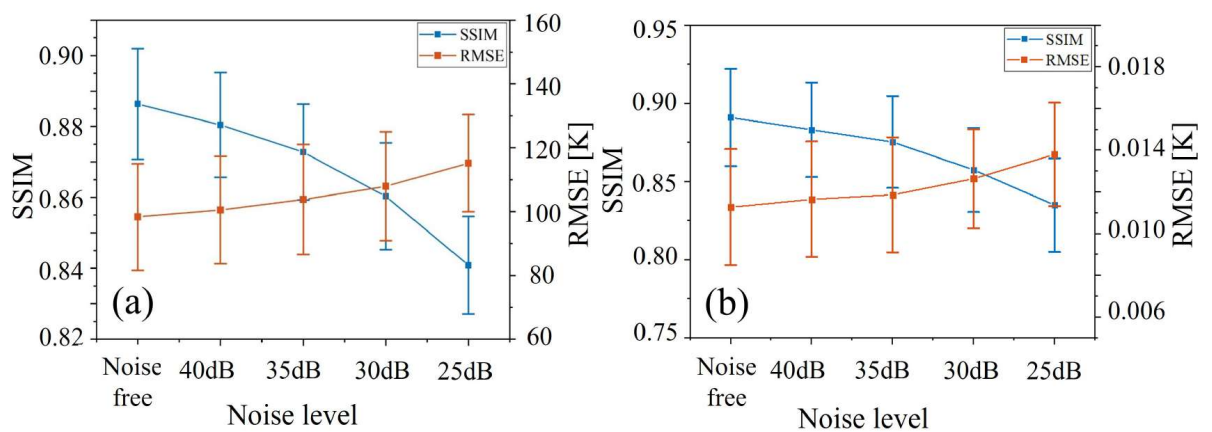 0.90
0.88
0.86
0.84
0.82
SSIM
160
140
120
100
80
60
RMSE [K]
SSIM
RMSE
(a)
Noise free
40dB
35dB
30dB
25dB
Noise level
0.95
0.90
0.85
0.80
0.75
SSIM
0.018
0.014
0.010
0.006
RMSE [K]
SSIM
RMSE
(b)
Noise free
40dB
35dB
30dB
25dB
Noise level